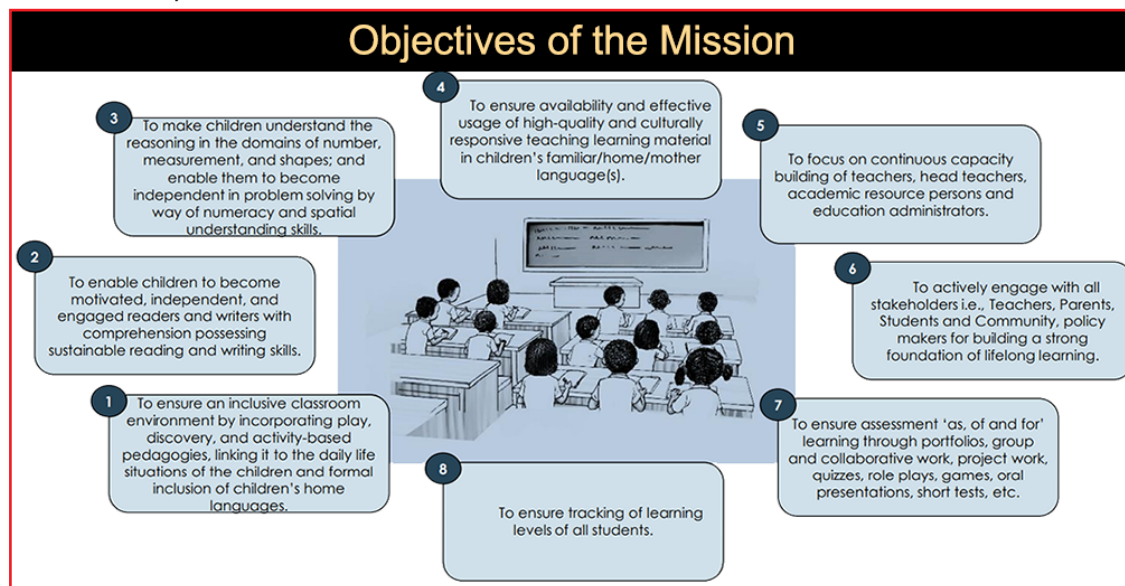 Objectives of the Mission
1
To ensure an inclusive classroom
environment by incorporating play,
discovery, and activity-based
pedagogies, linking it to the daily life
situations of the children and formal
inclusion of children's home
languages.
2
To enable children to become
motivated, independent, and
engaged readers and writers with
comprehension possessing
sustainable reading and writing skills.
3
To make children understand the
reasoning in the domains of number,
measurement, and shapes; and
enable them to become
independent in problem solving by
way of numeracy and spatial
understanding skills.
4
To ensure availability and effective
usage of high-quality and culturally
responsive teaching learning material
in children's familiar/home/mother
language(s).
5
To focus on continuous capacity
building of teachers, head teachers,
academic resource persons and
education administrators.
6
To actively engage with all
stakeholders i.e., Teachers, Parents,
Students and Community, policy
makers for building a strong
foundation of lifelong learning.
7
To ensure assessment 'as, of and for'
learning through portfolios, group
and collaborative work, project work,
quizzes, role plays, games, oral
presentations, short tests, etc.
8
To ensure tracking of learning
levels of all students.